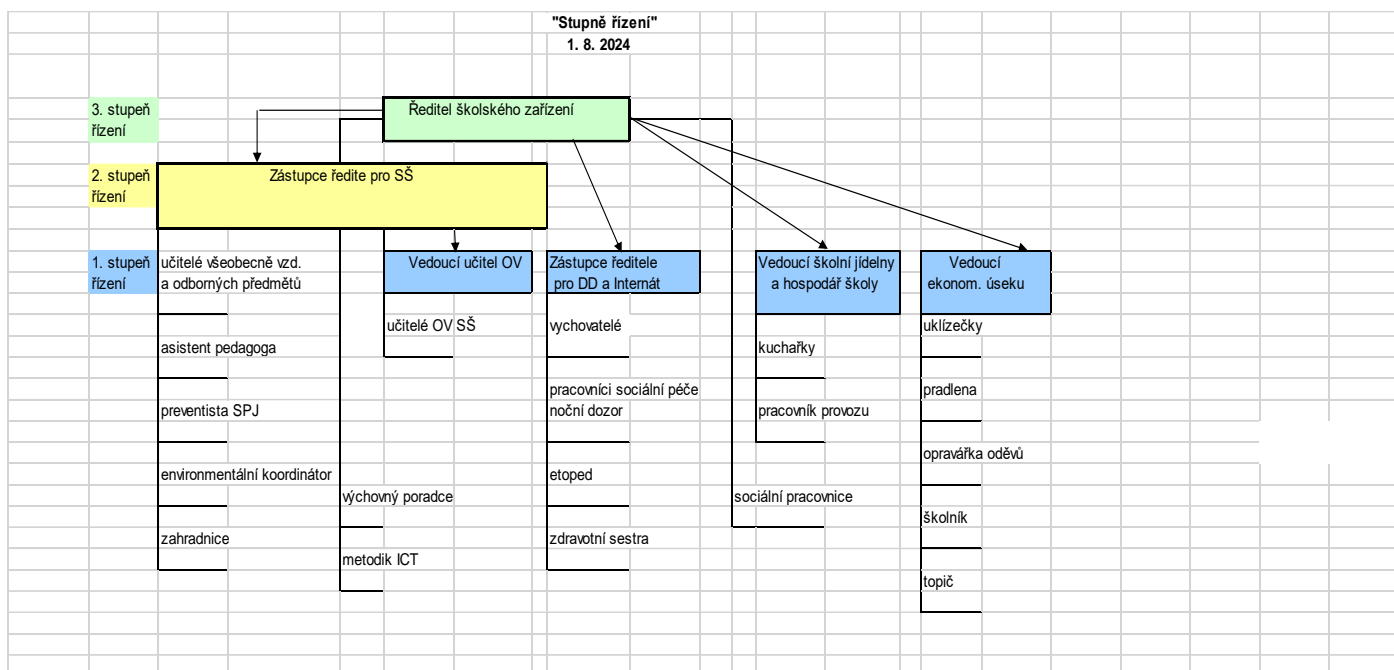 "Stupně řízení"
1. 8. 2024
3. stupeň
řízení
Ředitel školského zařízení
2. stupeň
řízení
Zástupce ředite pro SŠ
1. stupeň
řízení
učitelé všeobecně vzd.
a odborných předmětů
asistent pedagoga
preventista SPJ
environmentální koordinátor
zahradnice
výchovný poradce
metodik ICT
Vedoucí učitel OV
učitelé OV SŠ
Zástupce ředitele
pro DD a Internát
vychovatelé
pracovníci sociální péče
noční dozor
etoped
zdravotní sestra
sociální pracovnice
Vedoucí školní jídelny
a hospodář školy
kuchařky
pracovník provozu
Vedoucí
ekonom. úseku
uklízečky
pradlena
opravářka oděvů
školník
topič